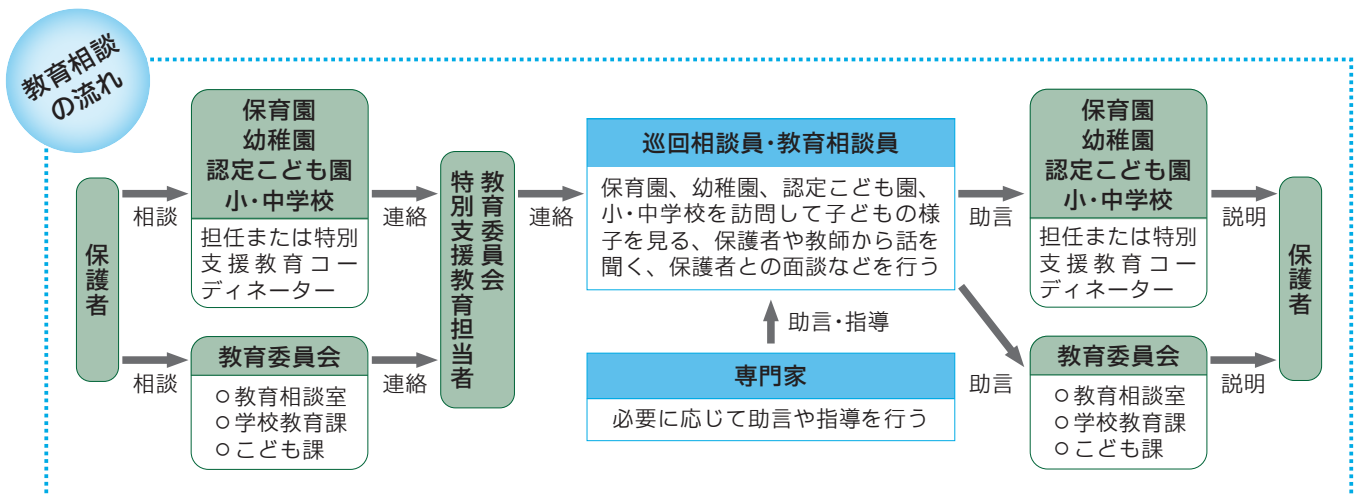 教育相談
の流れ
保護者
相談
保育園
幼稚園
認定こども園
小・中学校
担任または特別
支援教育コー
ディネーター
連絡
相談
教育委員会
○教育相談室
○学校教育課
○こども課
連絡
教育委員会
特別支援教育担当者
連絡
巡回相談員・教育相談員
保育園、幼稚園、認定こども園、
小・中学校を訪問して子どもの様
子を見る、保護者や教師から話を
聞く、保護者との面談などを行う
助言・指導
専門家
必要に応じて助言や指導を行う
助言
保育園
幼稚園
認定こども園
小・中学校
担任または特別
支援教育コー
ディネーター
説明
助言
教育委員会
○教育相談室
○学校教育課
○こども課
説明
保護者